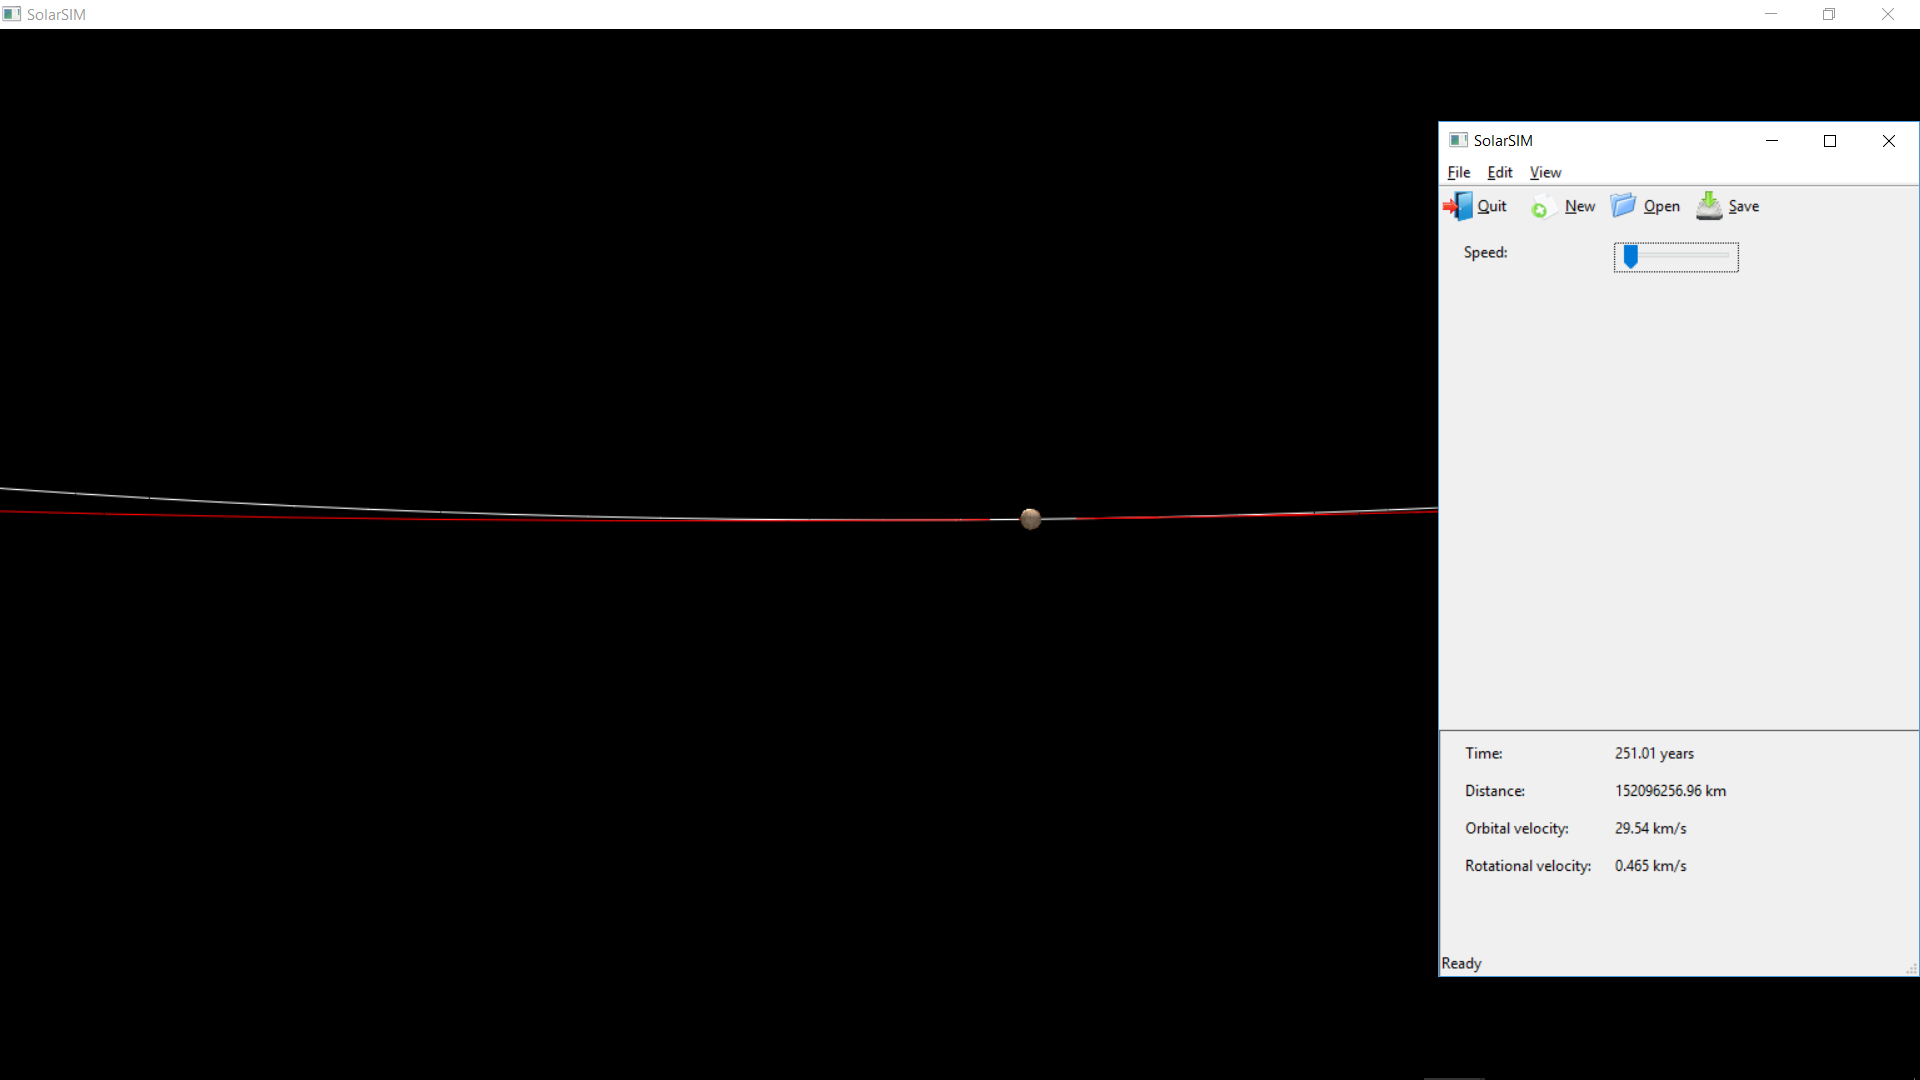 SolarSIM
SolarSIM
File Edit View
Quit New Open Save
Speed:
Time: 251.01 years
Distance: 152096256.96 km
Orbital velocity: 29.54 km/s
Rotational velocity: 0.465 km/s
Ready